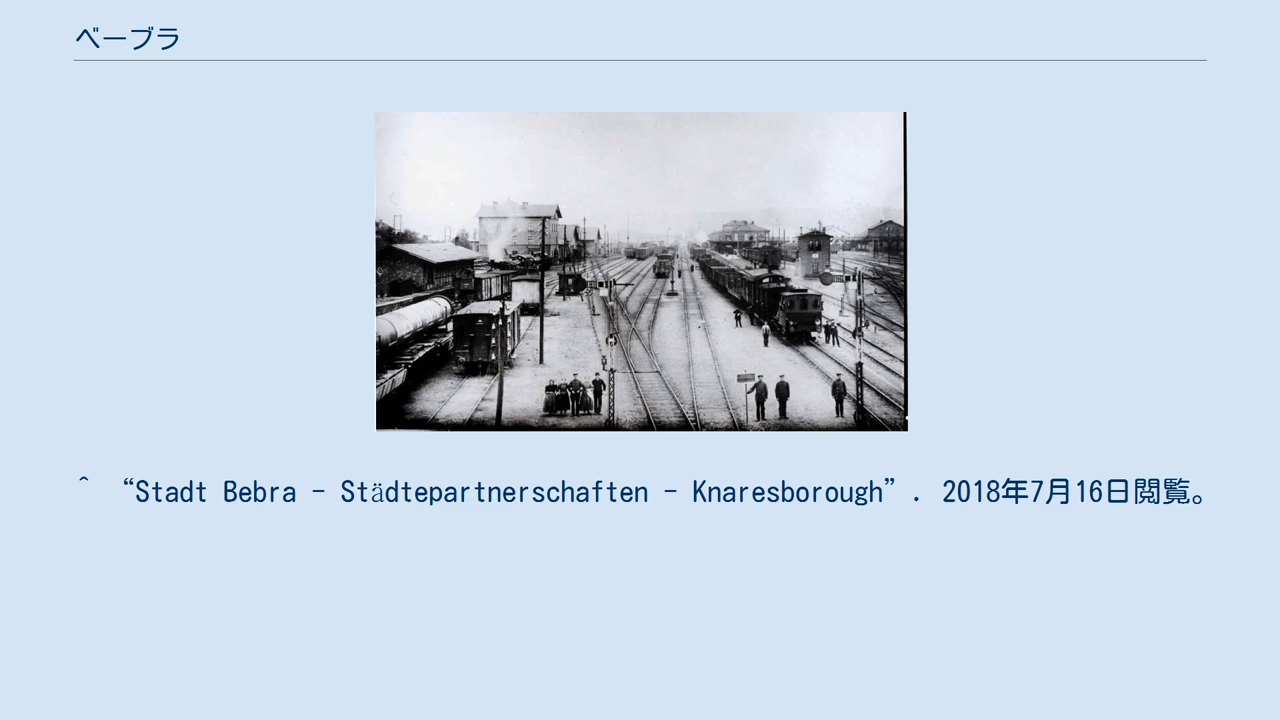 ベーブラ
^ “Stadt Bebra - Städtepartnerschaften - Knaresborough”. 2018年7月16日閲覧。